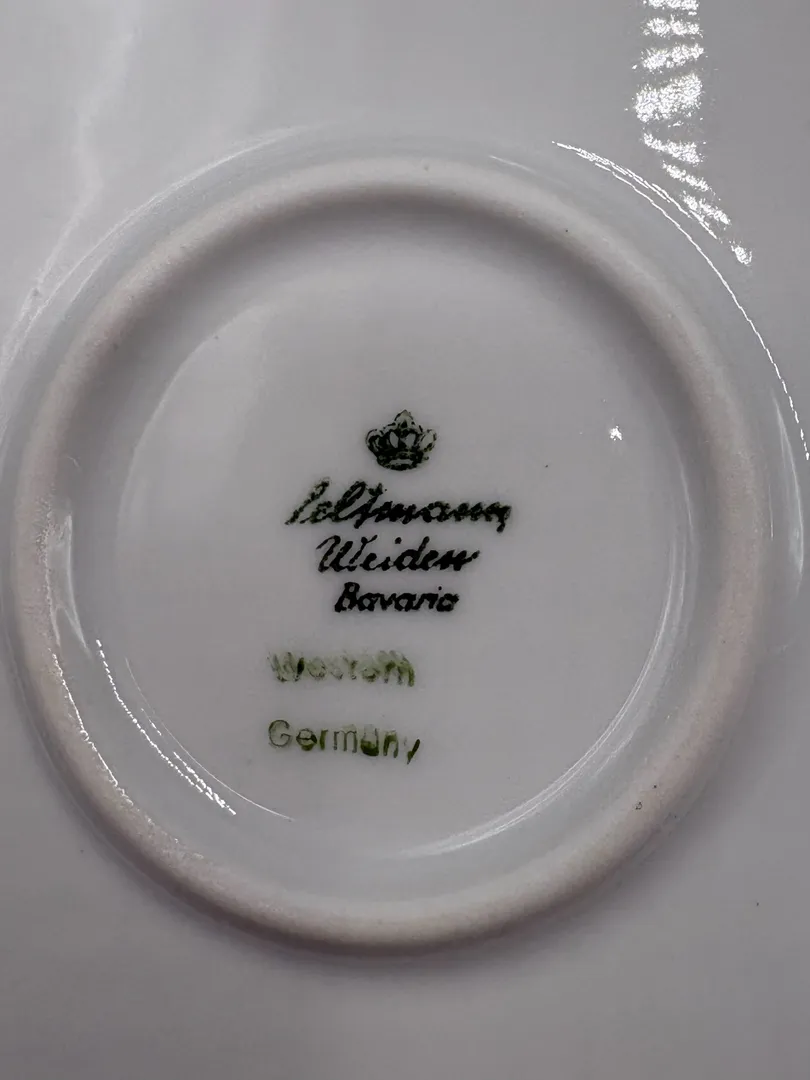 Seltmann
Weiden
Bavaria
Western
Germany